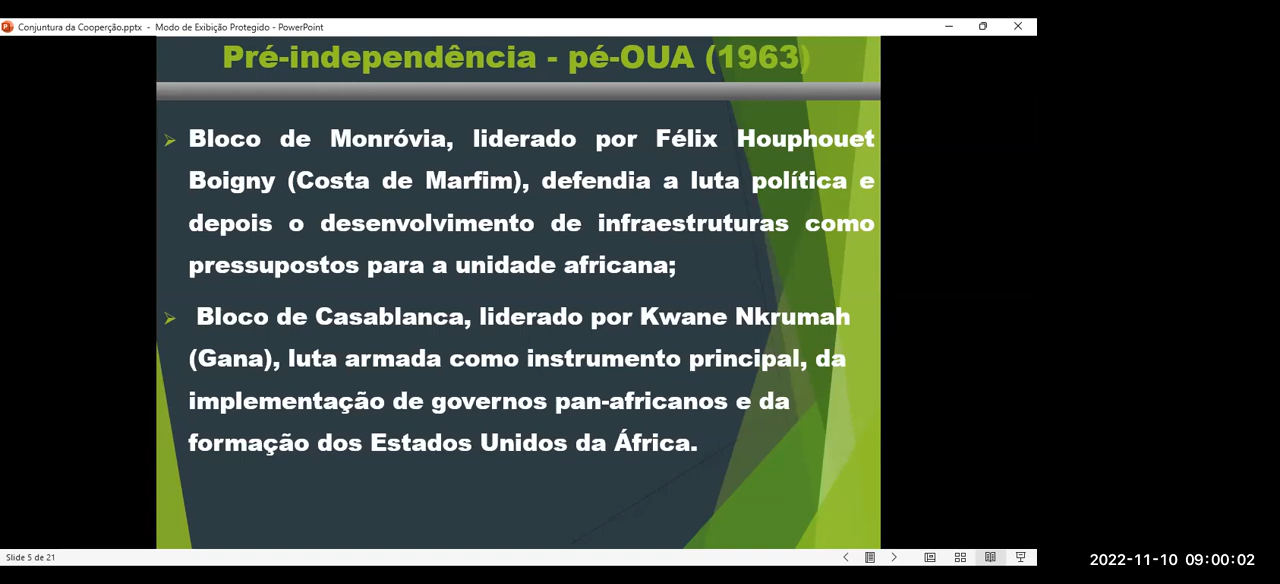 Conjuntura da Cooperção.pptx - Modo de Exibição Protegido - PowerPoint
Pré-independência - pé-OUA (1963)
Bloco de Monróvia, liderado por Félix Houphouet
Boigny (Costa de Marfim), defendia a luta política e
depois o desenvolvimento de infraestruturas como
pressupostos para a unidade africana;
Bloco de Casablanca, liderado por Kwane Nkrumah
(Gana), luta armada como instrumento principal, da
implementação de governos pan-africanos e da
formação dos Estados Unidos da África.
Slide 5 de 21
2022-11-10 09:00:02